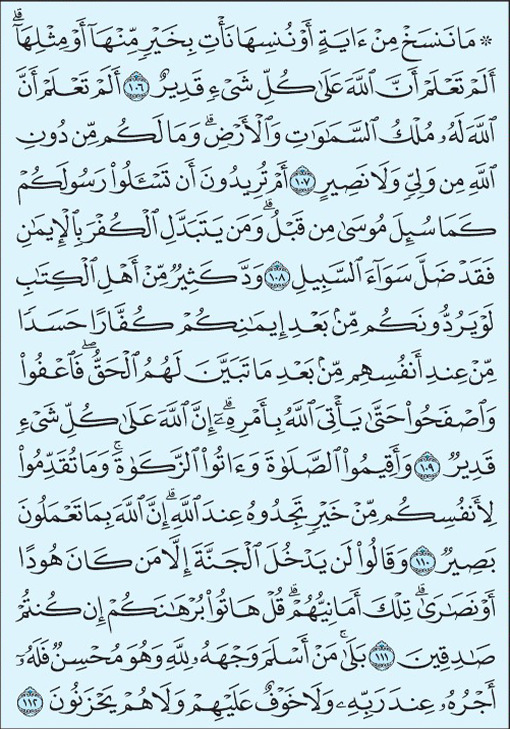 ۞ مَا نَنسَخْ مِنْ ءَايَةٍ أَوْ نُنسِهَا نَأْتِ بِخَيْرٍ مِّنْهَآ أَوْ مِثْلِهَآۗ
أَلَمْ تَعْلَمْ أَنَّ ٱللَّهَ عَلَىٰ كُلِّ شَىْءٍ قَدِيرٌ ١٠٦ أَلَمْ تَعْلَمْ أَنَّ
ٱللَّهَ لَهُۥ مُلْكُ ٱلسَّمَٰوَٰتِ وَٱلْأَرْضِۗ وَمَا لَكُم مِّن دُونِ
ٱللَّهِ مِن وَلِىٍّ وَلَا نَصِيرٍ ١٠٧ أَمْ تُرِيدُونَ أَن تَسْـَٔلُوا۟ رَسُولَكُمْ
كَمَا سُئِلَ مُوسَىٰ مِن قَبْلُۗ وَمَن يَتَبَدَّلِ ٱلْكُفْرَ بِٱلْإِيمَٰنِ
فَقَدْ ضَلَّ سَوَآءَ ٱلسَّبِيلِ ١٠٨ وَدَّ كَثِيرٌ مِّنْ أَهْلِ ٱلْكِتَٰبِ
لَوْ يَرُدُّونَكُم مِّنۢ بَعْدِ إِيمَٰنِكُمْ كُفَّارًا حَسَدًا
مِّنْ عِندِ أَنفُسِهِم مِّنۢ بَعْدِ مَا تَبَيَّنَ لَهُمُ ٱلْحَقُّۖ فَٱعْفُوا۟
وَٱصْفَحُوا۟ حَتَّىٰ يَأْتِىَ ٱللَّهُ بِأَمْرِهِۦٓۗ إِنَّ ٱللَّهَ عَلَىٰ كُلِّ شَىْءٍ
قَدِيرٌ ١٠٩ وَأَقِيمُوا۟ ٱلصَّلَوٰةَ وَءَاتُوا۟ ٱلزَّكَوٰةَۚ وَمَا تُقَدِّمُوا۟
لِأَنفُسِكُم مِّنْ خَيْرٍ تَجِدُوهُ عِندَ ٱللَّهِۗ إِنَّ ٱللَّهَ بِمَا تَعْمَلُونَ
بَصِيرٌ ١١٠ وَقَالُوا۟ لَن يَدْخُلَ ٱلْجَنَّةَ إِلَّا مَن كَانَ هُودًا
أَوْ نَصَٰرَىٰۗ تِلْكَ أَمَانِيُّهُمْۗ قُلْ هَاتُوا۟ بُرْهَٰنَكُمْ إِن كُنتُمْ
صَٰدِقِينَ ١١١ بَلَىٰۚ مَنْ أَسْلَمَ وَجْهَهُۥ لِلَّهِ وَهُوَ مُحْسِنٌ فَلَهُۥٓ
أَجْرُهُۥ عِندَ رَبِّهِۦ وَلَا خَوْفٌ عَلَيْهِمْ وَلَا هُمْ يَحْزَنُونَ ١١٢